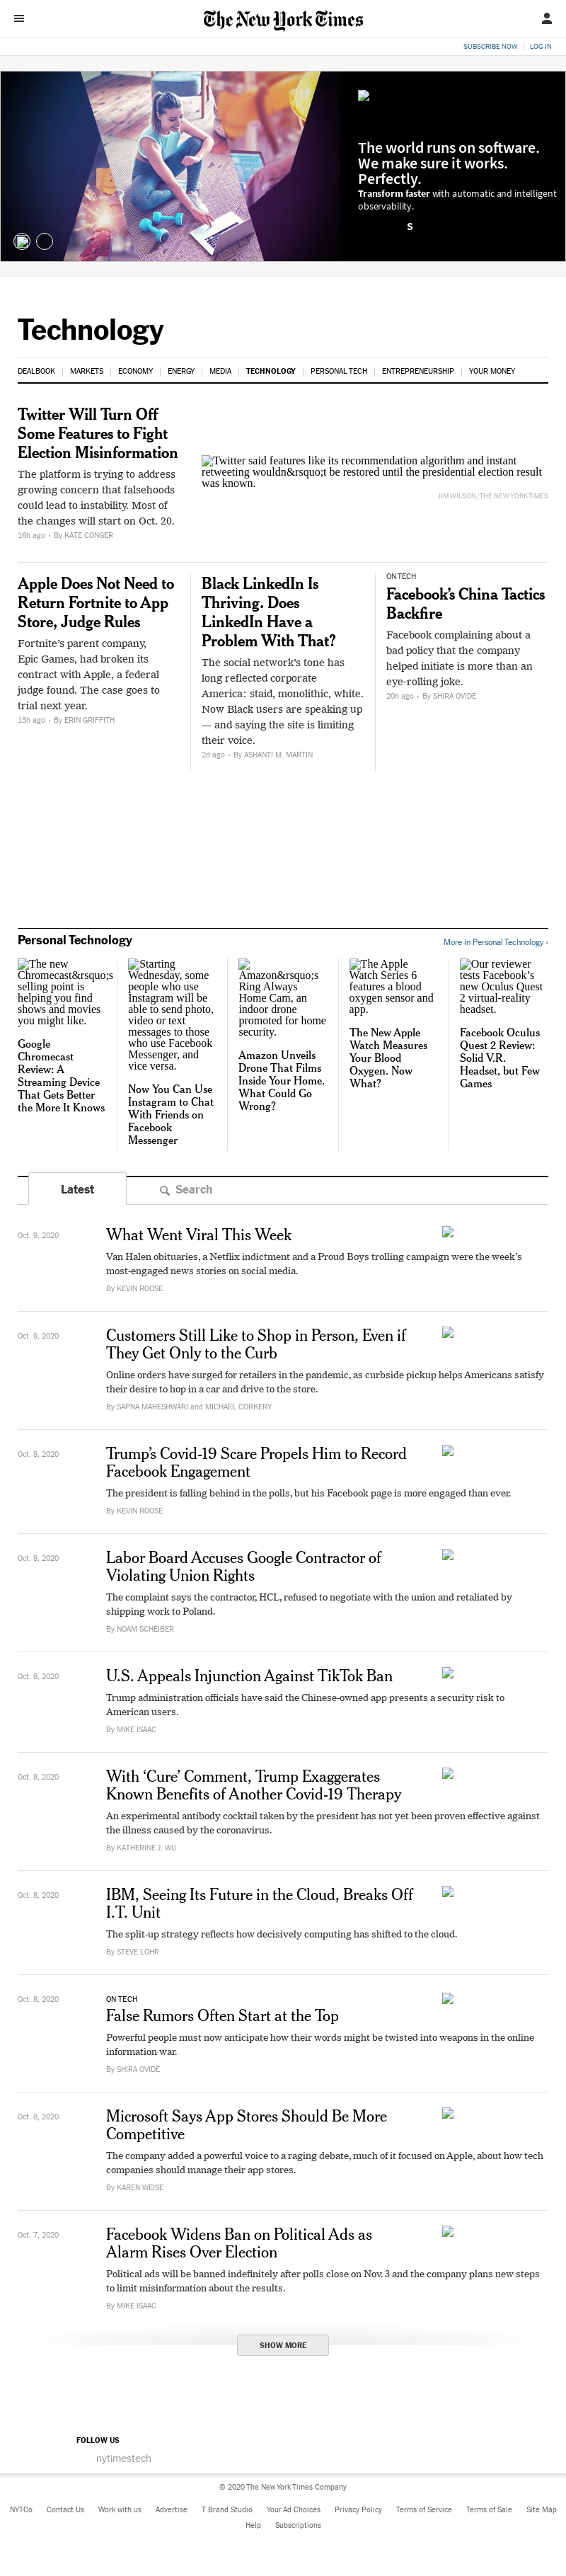 The New York Times
SUBSCRIBE NOW
LOG IN
The world runs on software.
We make sure it works.
Perfectly.
Transform faster with automatic and intelligent
observability.
S
Technology
DEALBOOK
MARKETS
ECONOMY
ENERGY
MEDIA
TECHNOLOGY
PERSONAL TECH
ENTREPRENEURSHIP
YOUR MONEY
Twitter Will Turn Off
Some Features to Fight
Election Misinformation
The platform is trying to address
growing concern that falsehoods
could lead to instability. Most of
the changes will start on Oct. 20.
16h ago • By KATE CONGER
Twitter said features like its recommendation algorithm and instant
retweeting wouldn&rsquo;t be restored until the presidential election result
was known.
JIM WILSON/THE NEW YORK TIMES
Apple Does Not Need to
Return Fortnite to App
Store, Judge Rules
Fortnite's parent company,
Epic Games, had broken its
contract with Apple, a federal
judge found. The case goes to
trial next year.
13h ago • By ERIN GRIFFITH
Black LinkedIn Is
Thriving. Does
LinkedIn Have a
Problem With That?
The social network's tone has
long reflected corporate
America: staid, monolithic, white.
Now Black users are speaking up
— and saying the site is limiting
their voice.
2d ago • By ASHANTI M. MARTIN
ON TECH
Facebook's China Tactics
Backfire
Facebook complaining about a
bad policy that the company
helped initiate is more than an
eye-rolling joke.
20h ago • By SHIRA OVIDE
Personal Technology
More in Personal Technology ›
The new
Chromecast&rsquo;s
selling point is
helping you find
shows and movies
you might like.
Google
Chromecast
Review: A
Streaming Device
That Gets Better
the More It Knows
Starting
Wednesday, some
people who use
Instagram will be
able to send photo,
video or text
messages to those
who use Facebook
Messenger, and
vice versa.
Now You Can Use
Instagram to Chat
With Friends on
Facebook
Messenger
Amazon&rsquo;s
Ring Always
Home Cam, an
indoor drone
promoted for home
security.
Amazon Unveils
Drone That Films
Inside Your Home.
What Could Go
Wrong?
The Apple
Watch Series 6
features a blood
oxygen sensor and
app.
The New Apple
Watch Measures
Your Blood
Oxygen. Now
What?
Our reviewer
tests Facebook's
new Oculus Quest
2 virtual-reality
headset.
Facebook Oculus
Quest 2 Review:
Solid V.R.
Headset, but Few
Games
Latest
Search
Oct. 9, 2020
What Went Viral This Week
Van Halen obituaries, a Netflix indictment and a Proud Boys trolling campaign were the week's
most-engaged news stories on social media.
By KEVIN ROOSE
Oct. 9, 2020
Customers Still Like to Shop in Person, Even if
They Get Only to the Curb
Online orders have surged for retailers in the pandemic, as curbside pickup helps Americans satisfy
their desire to hop in a car and drive to the store.
By SAPNA MAHESHWARI and MICHAEL CORKERY
Oct. 8, 2020
Trump's Covid-19 Scare Propels Him to Record
Facebook Engagement
The president is falling behind in the polls, but his Facebook page is more engaged than ever.
By KEVIN ROOSE
Oct. 8, 2020
Labor Board Accuses Google Contractor of
Violating Union Rights
The complaint says the contractor, HCL, refused to negotiate with the union and retaliated by
shipping work to Poland.
By NOAM SCHEIBER
Oct. 8, 2020
U.S. Appeals Injunction Against TikTok Ban
Trump administration officials have said the Chinese-owned app presents a security risk to
American users.
By MIKE ISAAC
Oct. 8, 2020
With 'Cure' Comment, Trump Exaggerates
Known Benefits of Another Covid-19 Therapy
An experimental antibody cocktail taken by the president has not yet been proven effective against
the illness caused by the coronavirus.
By KATHERINE J. WU
Oct. 8, 2020
IBM, Seeing Its Future in the Cloud, Breaks Off
I.T. Unit
The split-up strategy reflects how decisively computing has shifted to the cloud.
By STEVE LOHR
Oct. 8, 2020
ON TECH
False Rumors Often Start at the Top
Powerful people must now anticipate how their words might be twisted into weapons in the online
information war.
By SHIRA OVIDE
Oct. 8, 2020
Microsoft Says App Stores Should Be More
Competitive
The company added a powerful voice to a raging debate, much of it focused on Apple, about how tech
companies should manage their app stores.
By KAREN WEISE
Oct. 7, 2020
Facebook Widens Ban on Political Ads as
Alarm Rises Over Election
Political ads will be banned indefinitely after polls close on Nov. 3 and the company plans new steps
to limit misinformation about the results.
By MIKE ISAAC
SHOW MORE
FOLLOW US
nytimestech
© 2020 The New York Times Company
NYTCo
Contact Us
Work with us
Advertise
T Brand Studio
Your Ad Choices
Privacy Policy
Terms of Service
Terms of Sale
Site Map
Help
Subscriptions